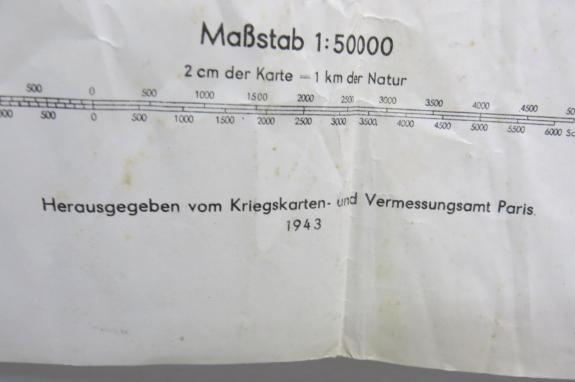 Maßstab 1:50000
2 cm der Karte = 1 km der Natur
500 0 500 1000 1500 2000 2500 3000 3500 4000 4500
500 0 500 1000 1500 2000 2500 3000 3500 4000 4500 5000 5500 6000
Herausgegeben vom Kriegskarten- und Vermessungsamt Paris.
1943